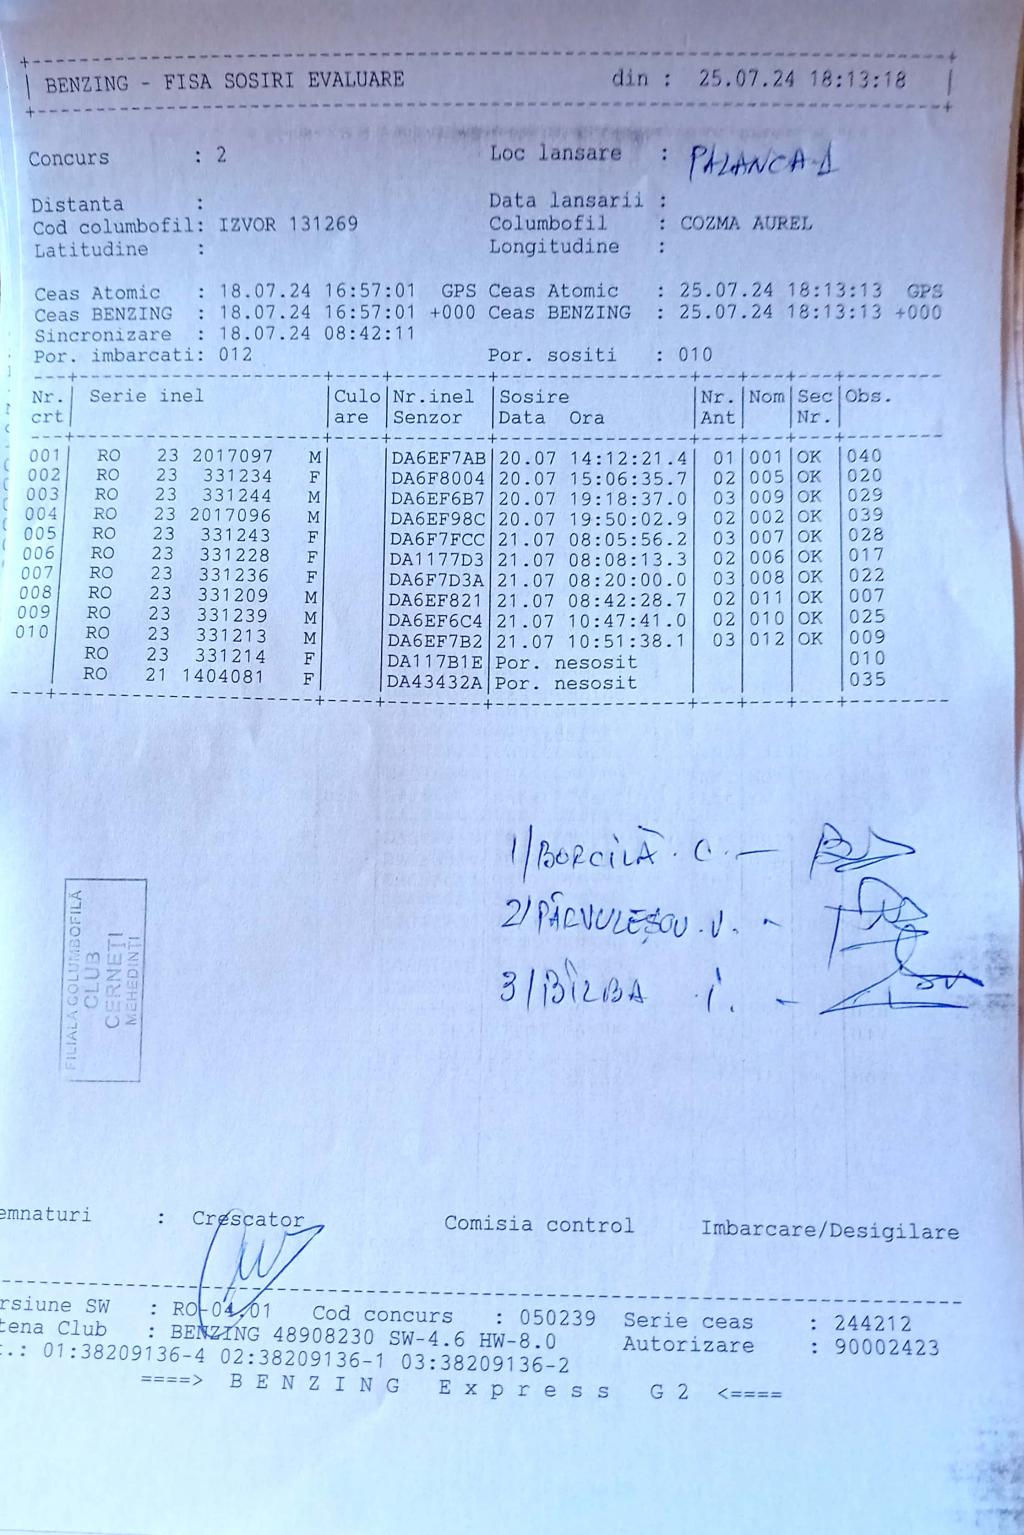 BENZING - FISA SOSIRI EVALUARE din : 25.07.24 18:13:18
Concurs : 2 Loc lansare : PALANCA-1
Distanta : Data lansarii :
Cod columbofil: IZVOR 131269 Columbofil : COZMA AUREL
Latitudine : Longitudine :
Ceas Atomic : 18.07.24 16:57:01 GPS Ceas Atomic : 25.07.24 18:13:13 GPS
Ceas BENZING : 18.07.24 16:57:01 +000 Ceas BENZING : 25.07.24 18:13:13 +000
Sincronizare : 18.07.24 08:42:11
Por. imbarcati: 012 Por. sositi : 010
Nr. Serie inel Culo Nr.inel Sosire Nr. Nom Sec Obs.
crt are Senzor Data Ora Ant Nr.
001 RO 23 2017097 M DA6EF7AB 20.07 14:12:21.4 01 001 OK 040
002 RO 23 331234 F DA6F8004 20.07 15:06:35.7 02 005 OK 020
003 RO 23 331244 M DA6EF6B7 20.07 19:18:37.0 03 009 OK 029
004 RO 23 2017096 M DA6EF98C 20.07 19:50:02.9 02 002 OK 039
005 RO 23 331243 F DA6F7FCC 21.07 08:05:56.2 03 007 OK 028
006 RO 23 331228 F DA1177D3 21.07 08:08:13.3 02 006 OK 017
007 RO 23 331236 F DA6F7D3A 21.07 08:20:00.0 03 008 OK 022
008 RO 23 331209 M DA6EF821 21.07 08:42:28.7 02 011 OK 007
009 RO 23 331239 M DA6EF6C4 21.07 10:47:41.0 02 010 OK 025
010 RO 23 331213 M DA6EF7B2 21.07 10:51:38.1 03 012 OK 009
RO 23 331214 F DA117B1E Por. nesosit 010
RO 21 1404081 F DA43432A Por. nesosit 035
1/ BORCILĂ . C. —
2/ PÂRVULESCU . V. -
3/ BÎLBA . I. -
FILIALA COLUMBOFILĂ
CLUB
CERNEŢI
MEHEDINŢI
emnaturi : Crescator Comisia control Imbarcare/Desigilare
rsiune SW : RO-04.01 Cod concurs : 050239 Serie ceas : 244212
tena Club : BENZING 48908230 SW-4.6 HW-8.0 Autorizare : 90002423
.: 01:38209136-4 02:38209136-1 03:38209136-2
====> BENZING Express G2 <====